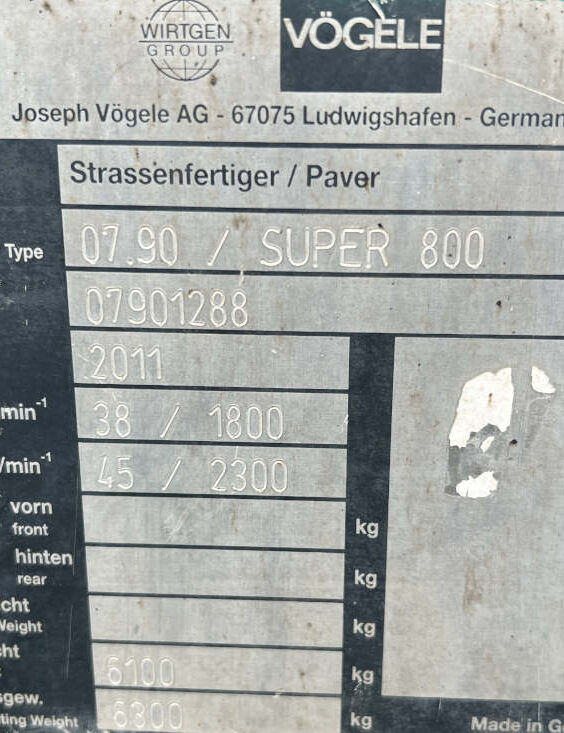 WIRTGEN
GROUP
VÖGELE
Joseph Vögele AG - 67075 Ludwigshafen - German
Strassenfertiger / Paver
Type 07.90 / SUPER 800
07901288
2011
min⁻¹ 38 / 1800
/min⁻¹ 45 / 2300
vorn
front kg
hinten
rear kg
cht
Weight kg
ht
6100 kg
sgew.
ting Weight 6300 kg
Made in G